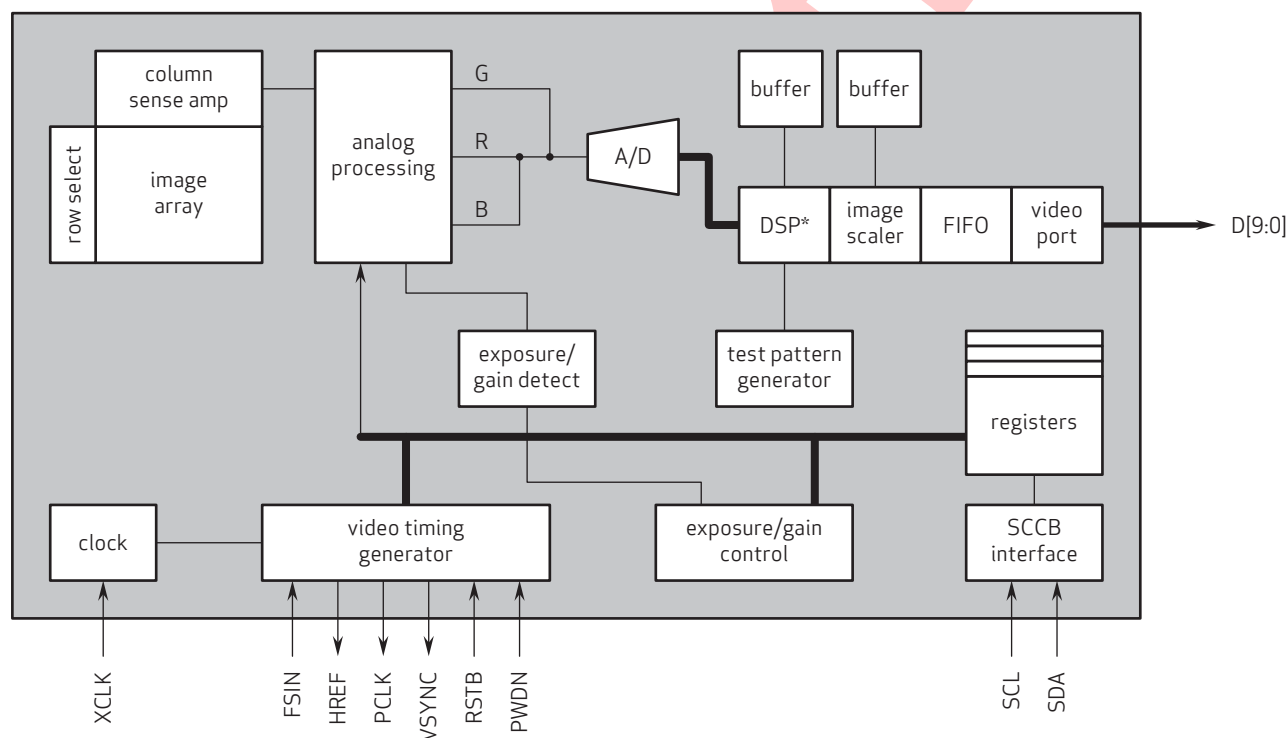 column
sense amp
row select
image
array
analog
processing
G
R
B
A/D
buffer
buffer
DSP*
image
scaler
FIFO
video
port
D[9:0]
exposure/
gain detect
test pattern
generator
registers
clock
video timing
generator
exposure/gain
control
SCCB
interface
XCLK
FSIN
HREF
PCLK
VSYNC
RSTB
PWDN
SCL
SDA